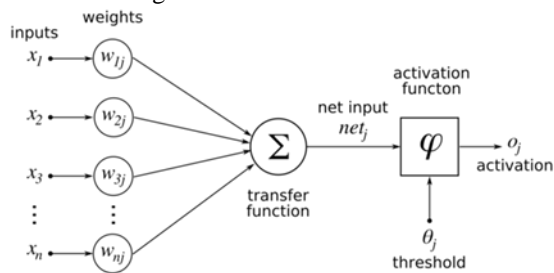 weights
inputs
activation
functon
x1 w1j
x2 w2j
net input
netj
Σ φ oj
activation
x3 w3j
transfer
function
⋮ ⋮
θj
threshold
xn wnj